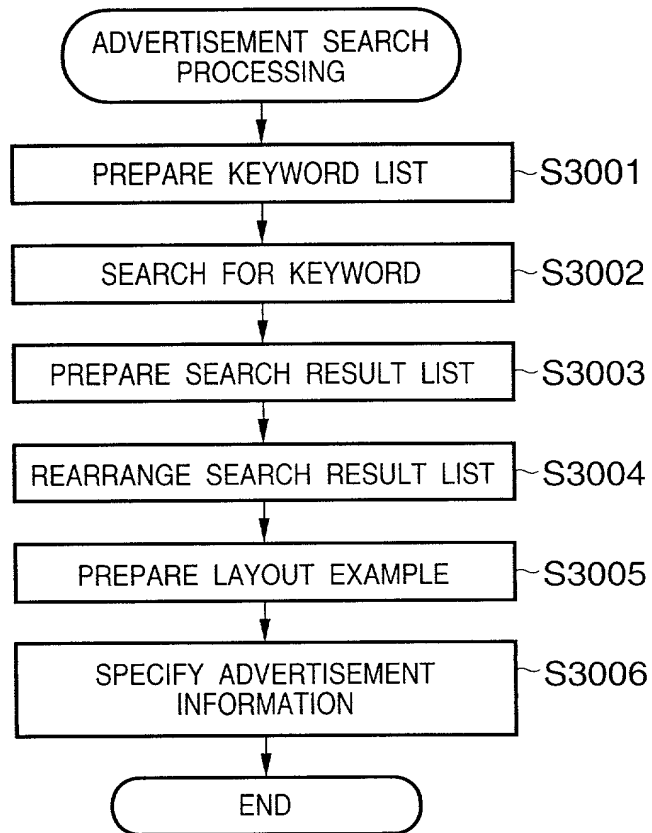 ADVERTISEMENT SEARCH
PROCESSING
PREPARE KEYWORD LIST ~S3001
SEARCH FOR KEYWORD ~S3002
PREPARE SEARCH RESULT LIST ~S3003
REARRANGE SEARCH RESULT LIST ~S3004
PREPARE LAYOUT EXAMPLE ~S3005
SPECIFY ADVERTISEMENT ~S3006
INFORMATION
END